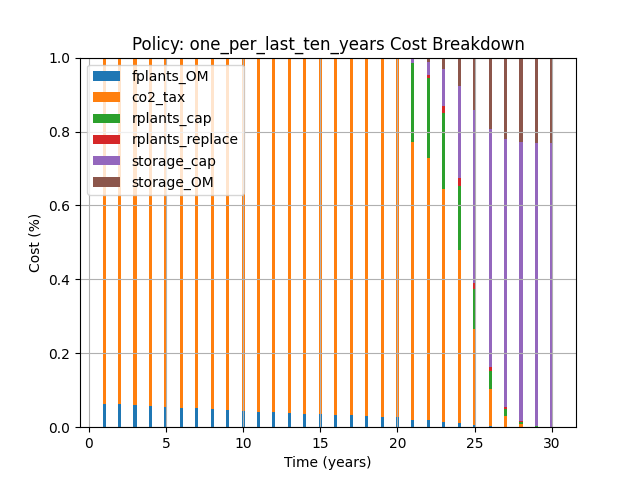 Policy: one_per_last_ten_years Cost Breakdown
fplants_OM
co2_tax
rplants_cap
rplants_replace
storage_cap
storage_OM
Cost (%)
1.0
0.8
0.6
0.4
0.2
0.0
0 5 10 15 20 25 30
Time (years)